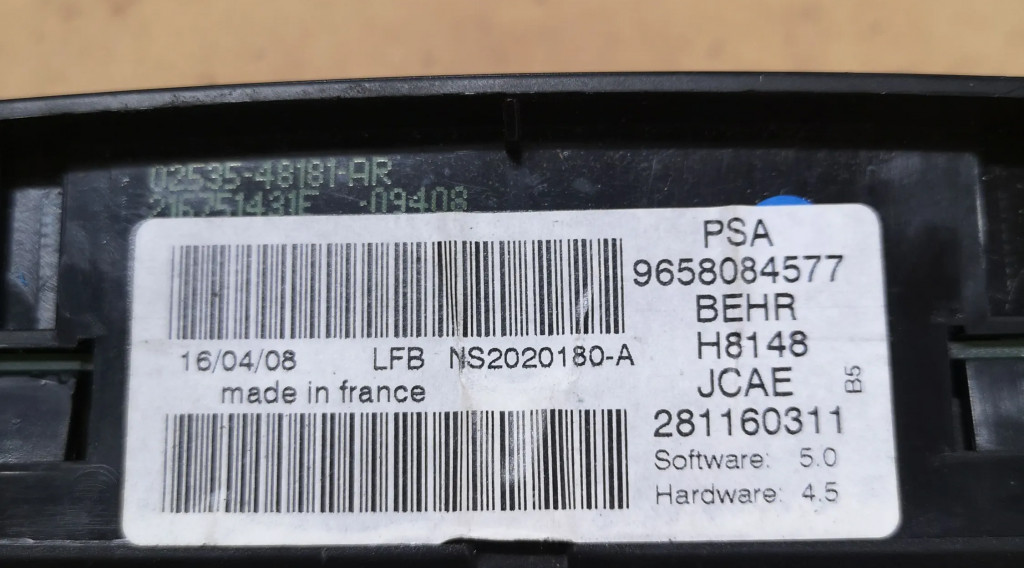 02535-48181-AR
216751431F 09408
PSA
9658084577
BEHR
H8148
JCAE
B5
281160311
Software: 5.0
Hardware: 4.5
16/04/08 LFB NS2020180-A
made in france